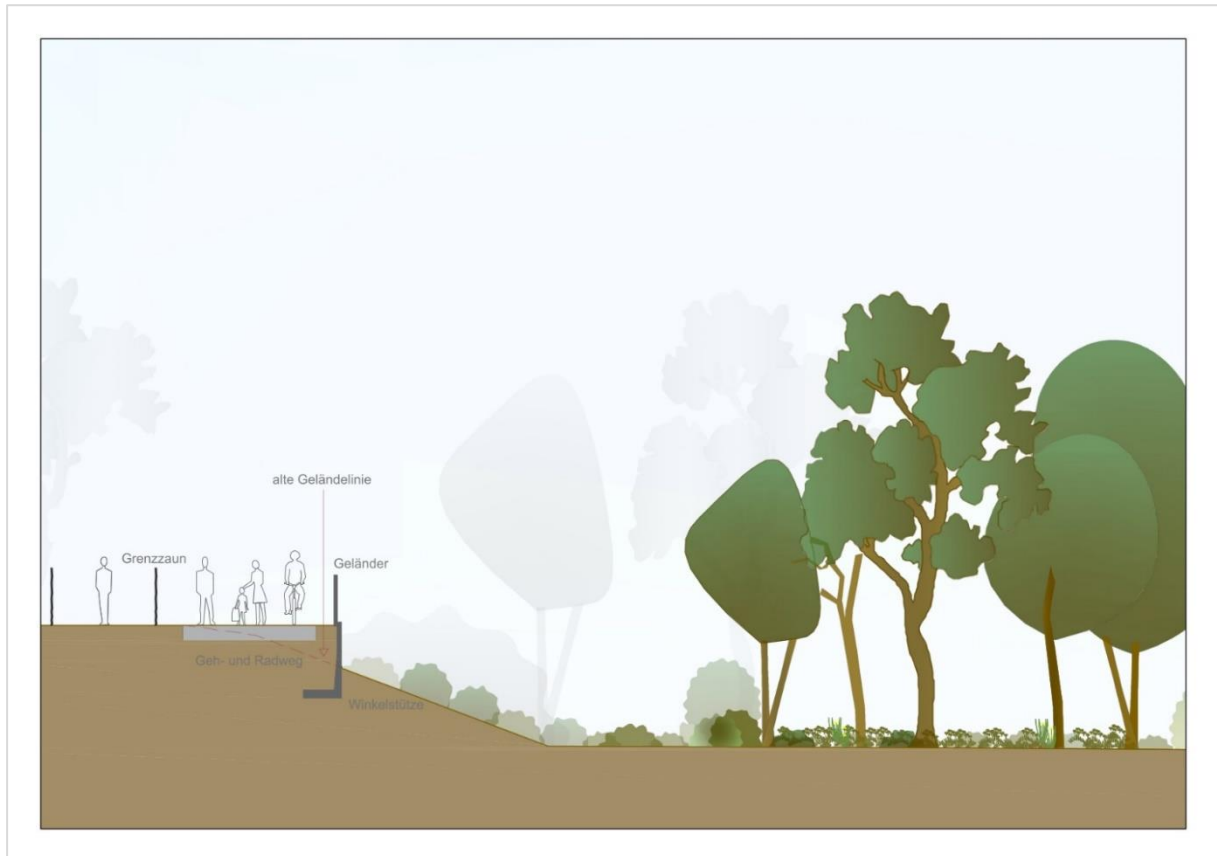 alte Geländelinie
Grenzzaun
Geländer
Geh- und Radweg
Winkelstütze